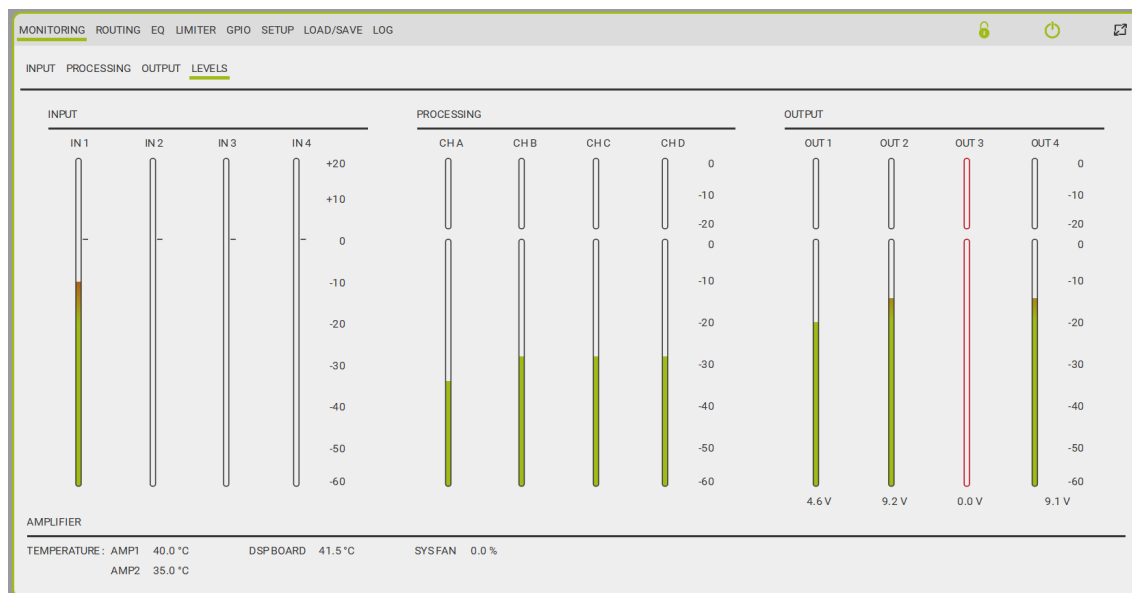 MONITORING ROUTING EQ LIMITER GPIO SETUP LOAD/SAVE LOG
INPUT PROCESSING OUTPUT LEVELS
INPUT
IN 1 IN 2 IN 3 IN 4
+20
+10
0
-10
-20
-30
-40
-50
-60
PROCESSING
CH A CH B CH C CH D
0
-10
-20
0
-10
-20
-30
-40
-50
-60
OUTPUT
OUT 1 OUT 2 OUT 3 OUT 4
0
-10
-20
0
-10
-20
-30
-40
-50
-60
4.6 V 9.2 V 0.0 V 9.1 V
AMPLIFIER
TEMPERATURE: AMP1 40.0 °C DSP BOARD 41.5 °C SYS FAN 0.0 %
AMP2 35.0 °C